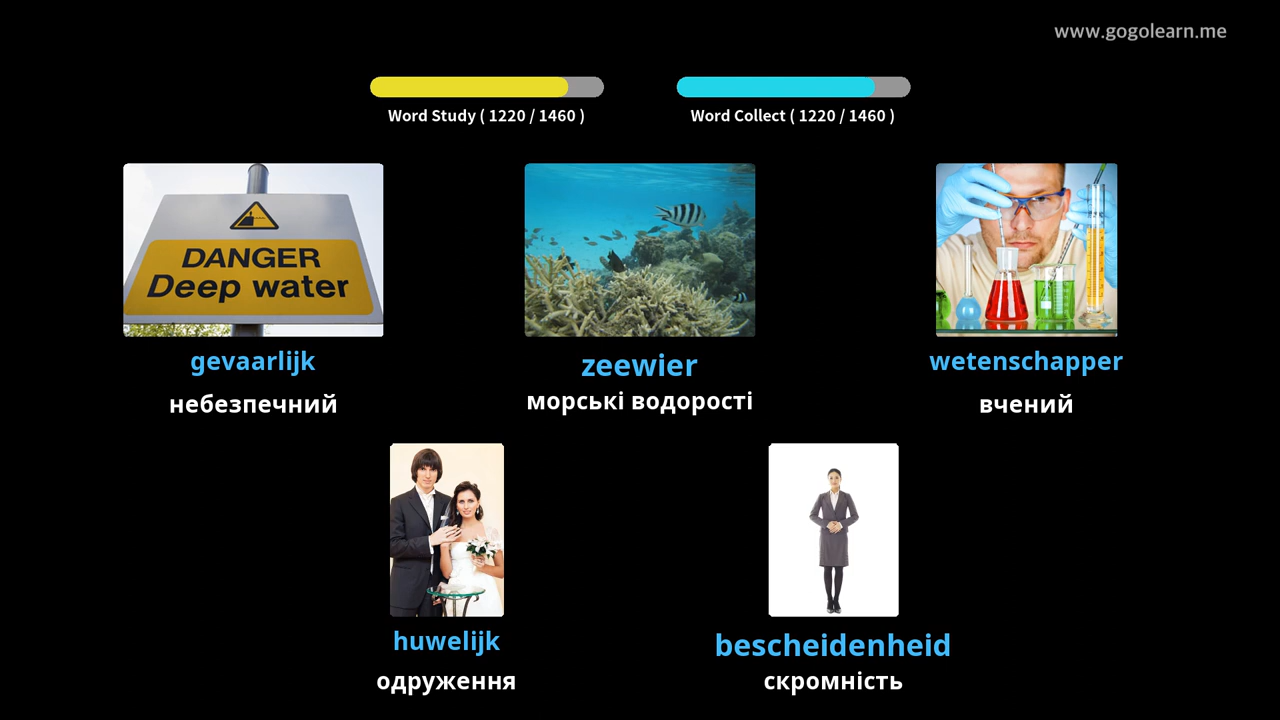 www.gogolearn.me
Word Study ( 1220 / 1460 )
Word Collect ( 1220 / 1460 )
DANGER
Deep water
gevaarlijk
небезпечний
zeewier
морські водорості
wetenschapper
вчений
huwelijk
одруження
bescheidenheid
скромність